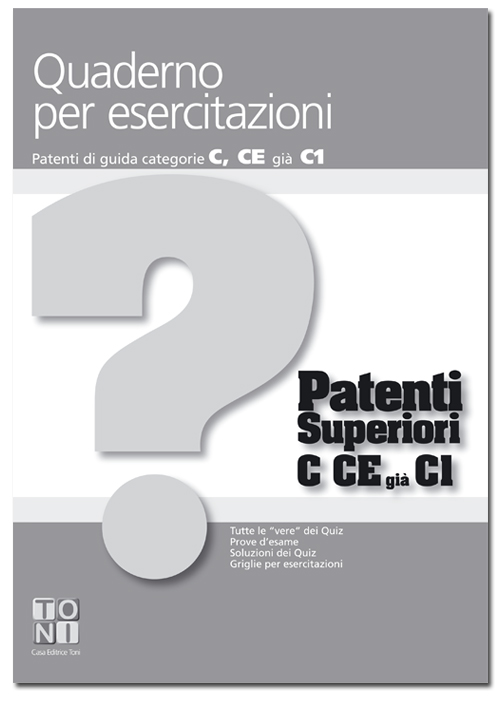 Quaderno
per esercitazioni
Patenti di guida categorie C, CE già C1
?
Patenti
Superiori
C CE già C1
Tutte le "vere" dei Quiz
Prove d'esame
Soluzioni dei Quiz
Griglie per esercitazioni
TO
NI
Casa Editrice Toni